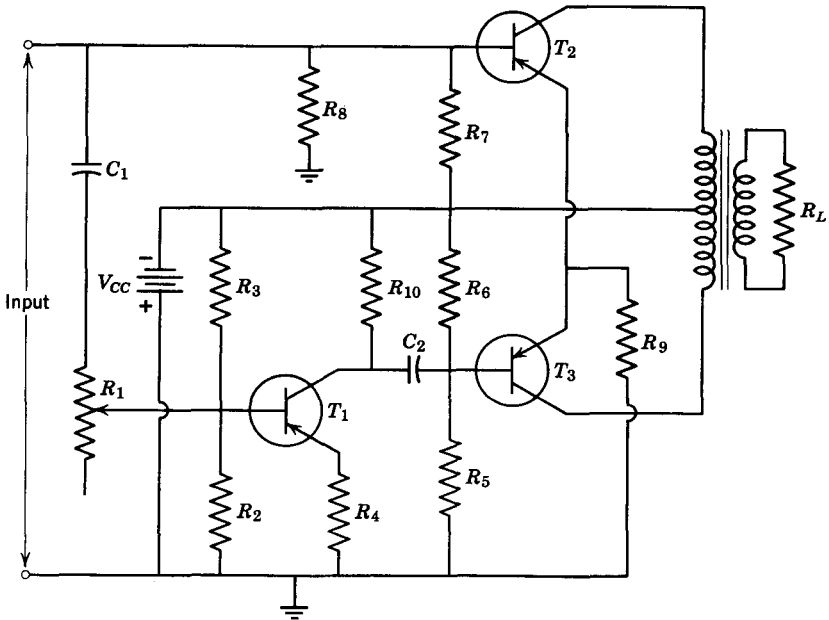 T2
R8
R7
C1
RL
-
VCC
+
R3
R10
R6
Input
C2
R9
T3
R1
T1
R2
R4
R5